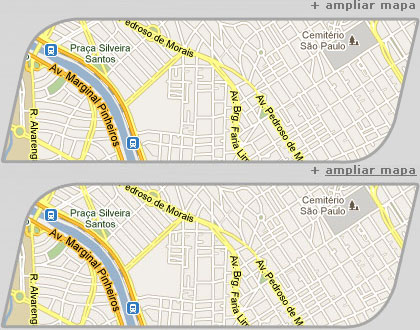 + ampliar mapa
Pedroso de Morais
Cemitério
São Paulo
Praça Silveira
Santos
Av. Marginal Pinheiros
R. Alvareng
Av. Brg. Faria Lim
Av. Pedroso de M
+ ampliar mapa
Pedroso de Morais
Cemitério
São Paulo
Praça Silveira
Santos
Av. Marginal Pinheiros
R. Alvareng
Av. Brg. Faria Lim
Av. Pedroso de Mo